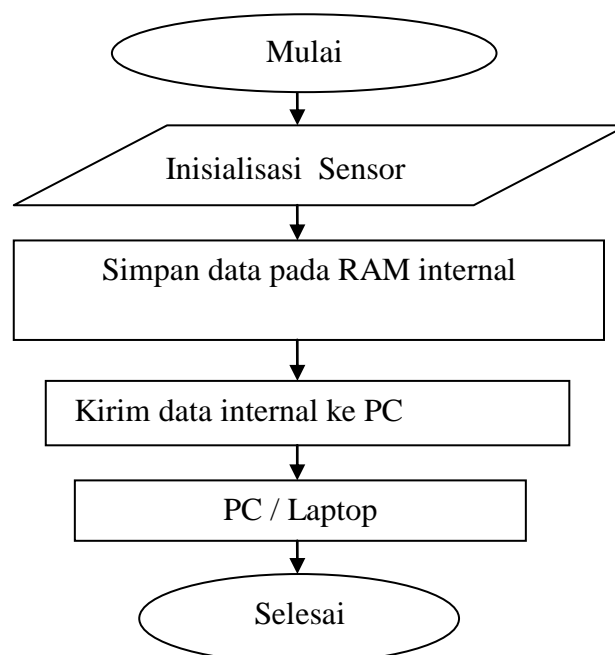 Mulai
Inisialisasi Sensor
Simpan data pada RAM internal
Kirim data internal ke PC
PC / Laptop
Selesai